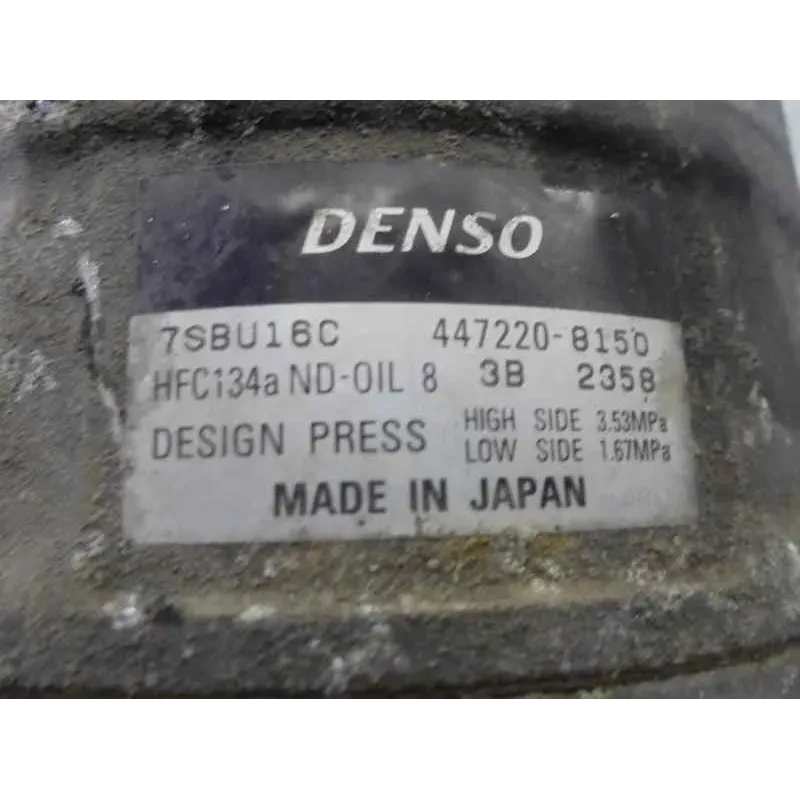 DENSO
7SBU16C 447220-8150
HFC134a ND-OIL 8 3B 2358
DESIGN PRESS HIGH SIDE 3.53MPa
LOW SIDE 1.67MPa
MADE IN JAPAN